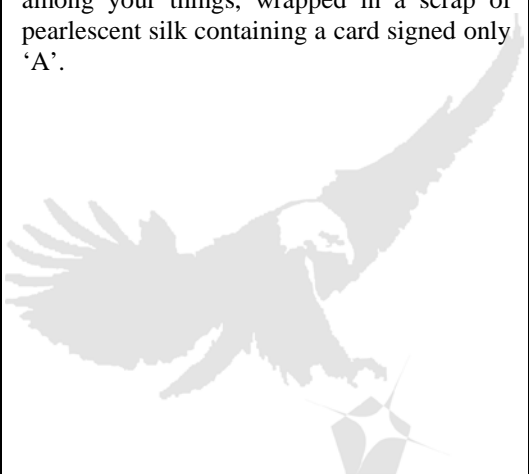 among your things, wrapped in a scrap of
pearlescent silk containing a card signed only
‘A’.